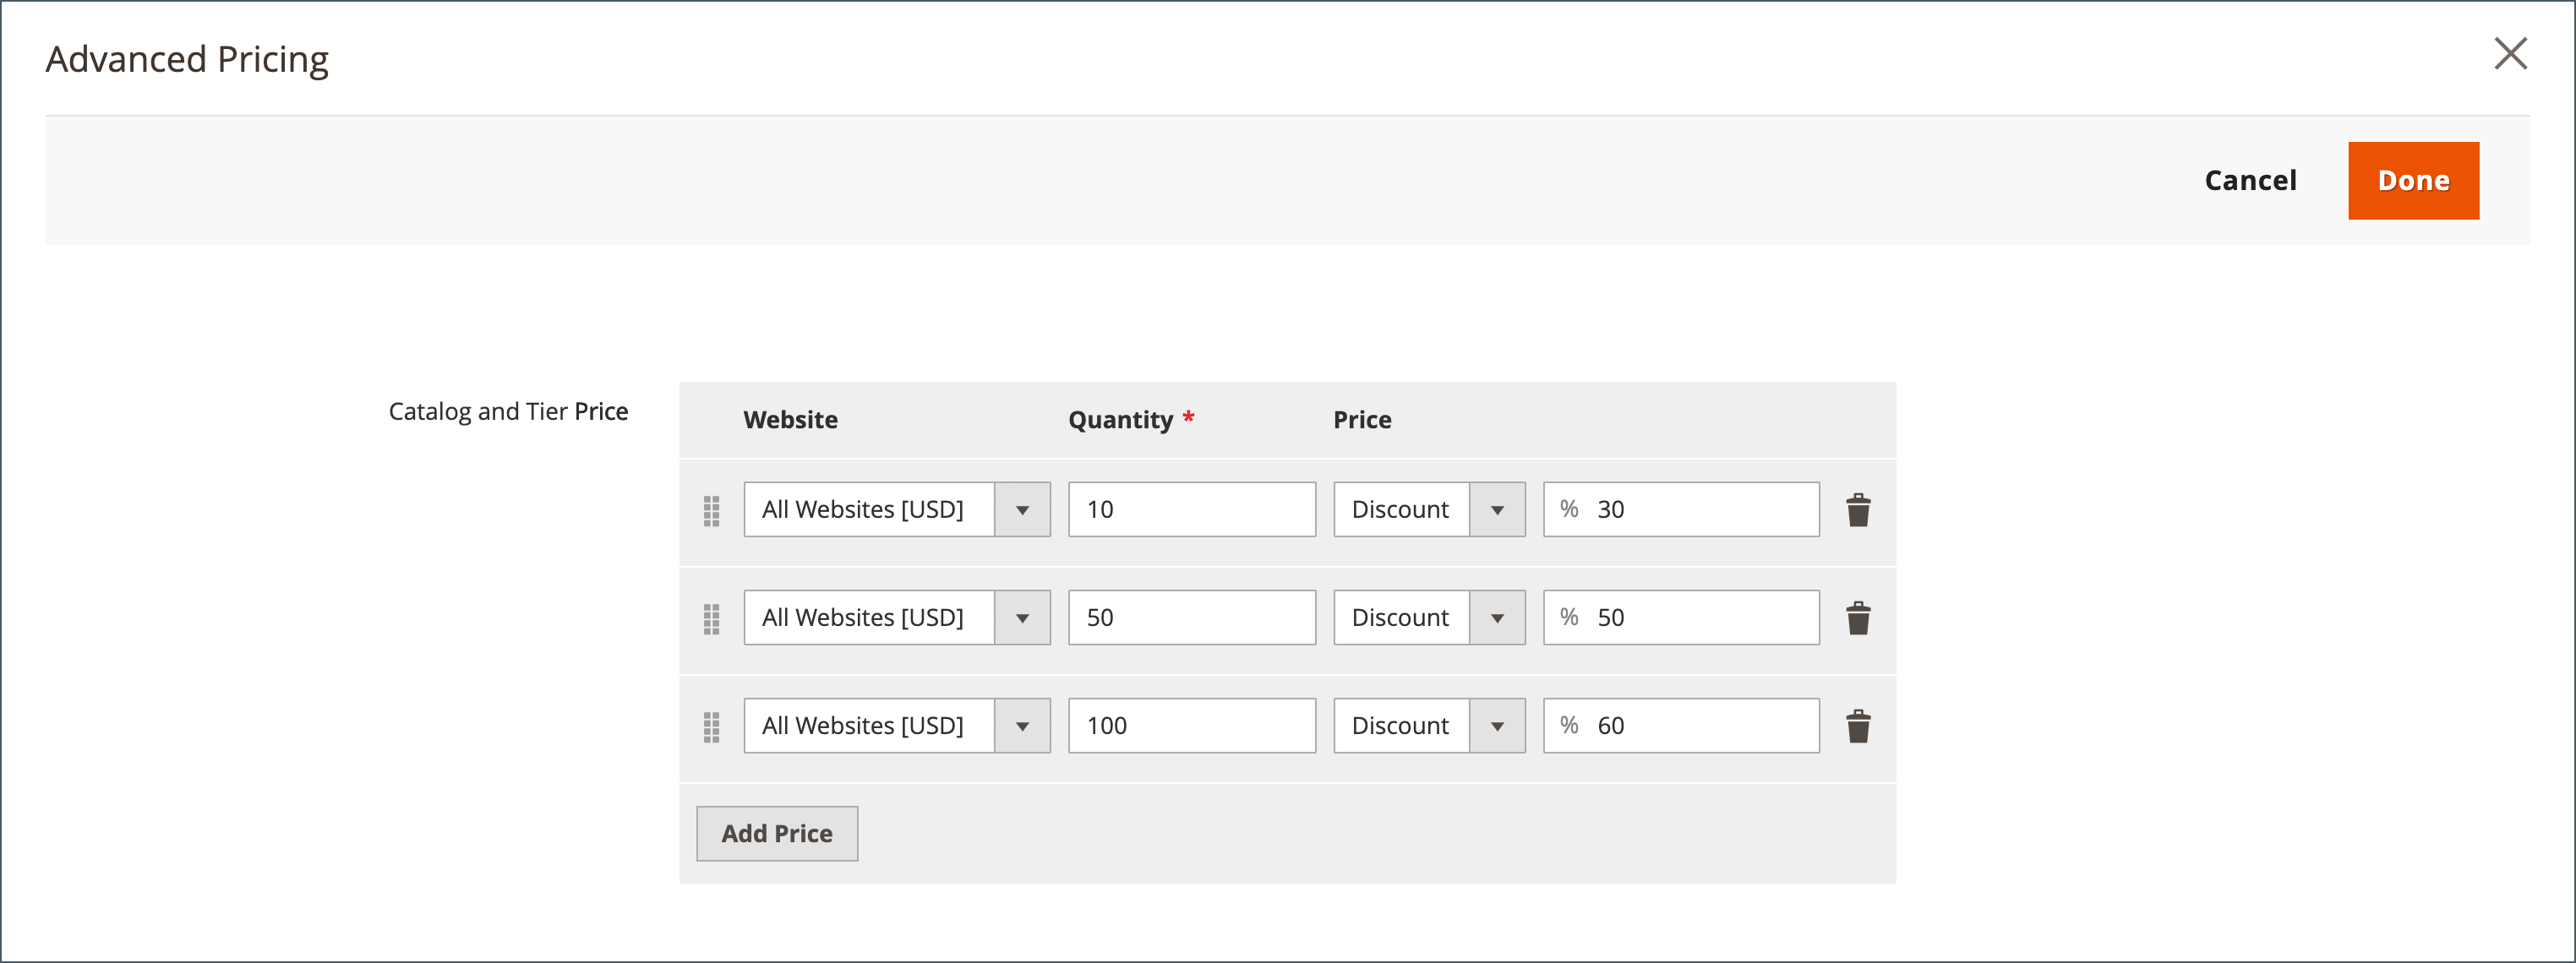 Advanced Pricing
Cancel Done
Catalog and Tier Price
Website Quantity * Price
All Websites [USD] 10 Discount % 30
All Websites [USD] 50 Discount % 50
All Websites [USD] 100 Discount % 60
Add Price